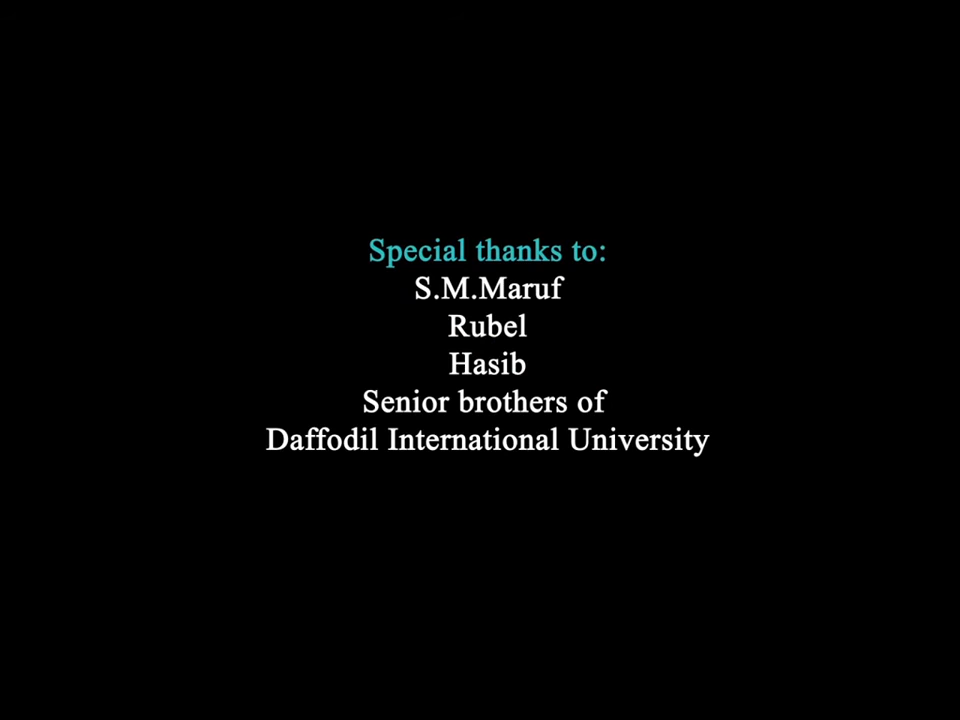 Special thanks to:
S.M.Maruf
Rubel
Hasib
Senior brothers of
Daffodil International University